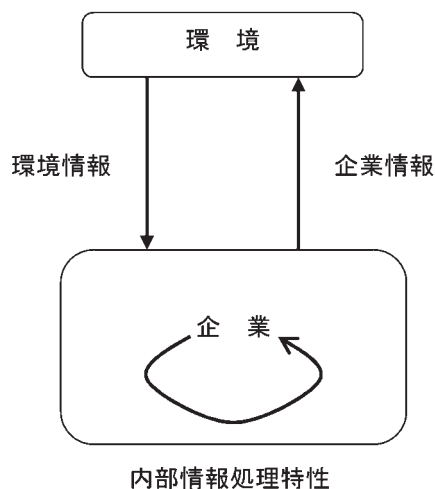 環　境
環境情報
企業情報
企　業
内部情報処理特性